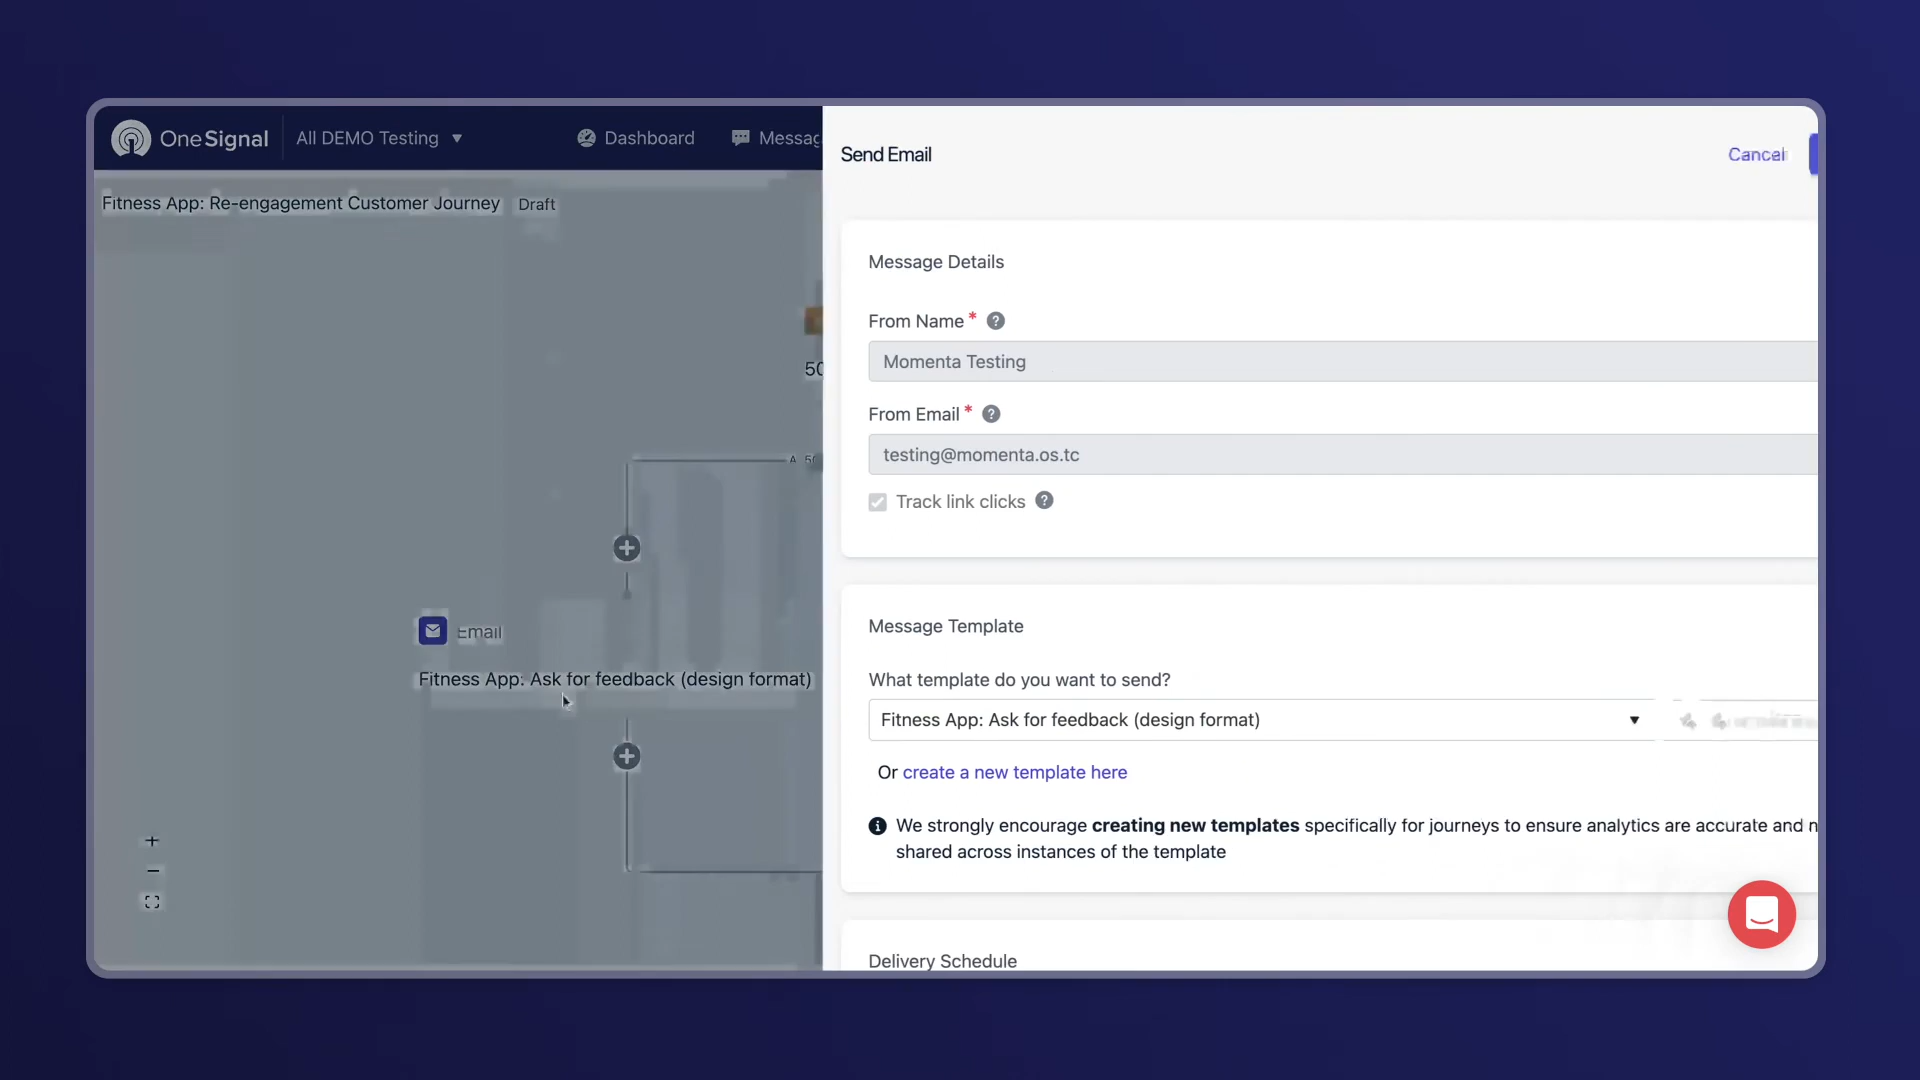 OneSignal
All DEMO Testing
Dashboard
Send Email
Cancel
Fitness App: Re-engagement Customer Journey
Draft
Message Details
From Name *
Momenta Testing
From Email *
testing@momenta.os.tc
Track link clicks
Email
Fitness App: Ask for feedback (design format)
Message Template
What template do you want to send?
Fitness App: Ask for feedback (design format)
Or create a new template here
We strongly encourage creating new templates specifically for journeys to ensure analytics are accurate and
shared across instances of the template
Delivery Schedule